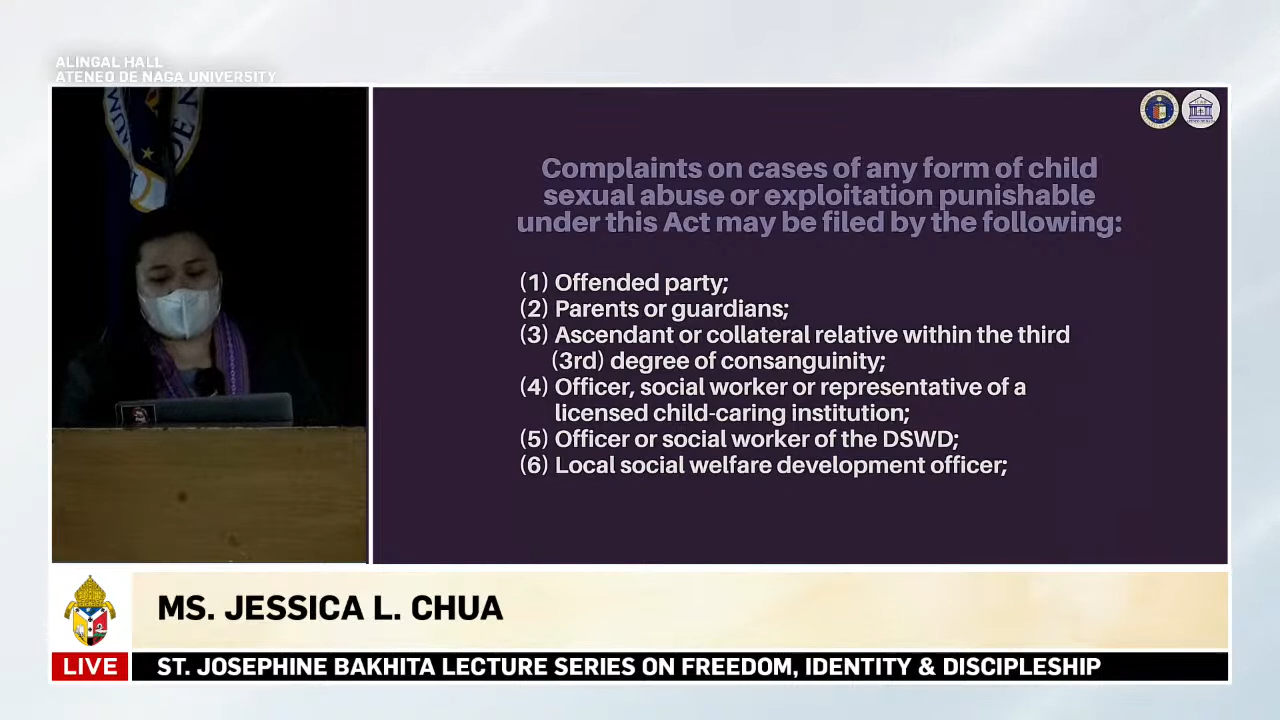 ALINGAL HALL
ATENEO DE NAGA UNIVERSITY
Complaints on cases of any form of child
sexual abuse or exploitation punishable
under this Act may be filed by the following:
(1) Offended party;
(2) Parents or guardians;
(3) Ascendant or collateral relative within the third
(3rd) degree of consanguinity;
(4) Officer, social worker or representative of a
licensed child-caring institution;
(5) Officer or social worker of the DSWD;
(6) Local social welfare development officer;
MS. JESSICA L. CHUA
LIVE
ST. JOSEPHINE BAKHITA LECTURE SERIES ON FREEDOM, IDENTITY & DISCIPLESHIP